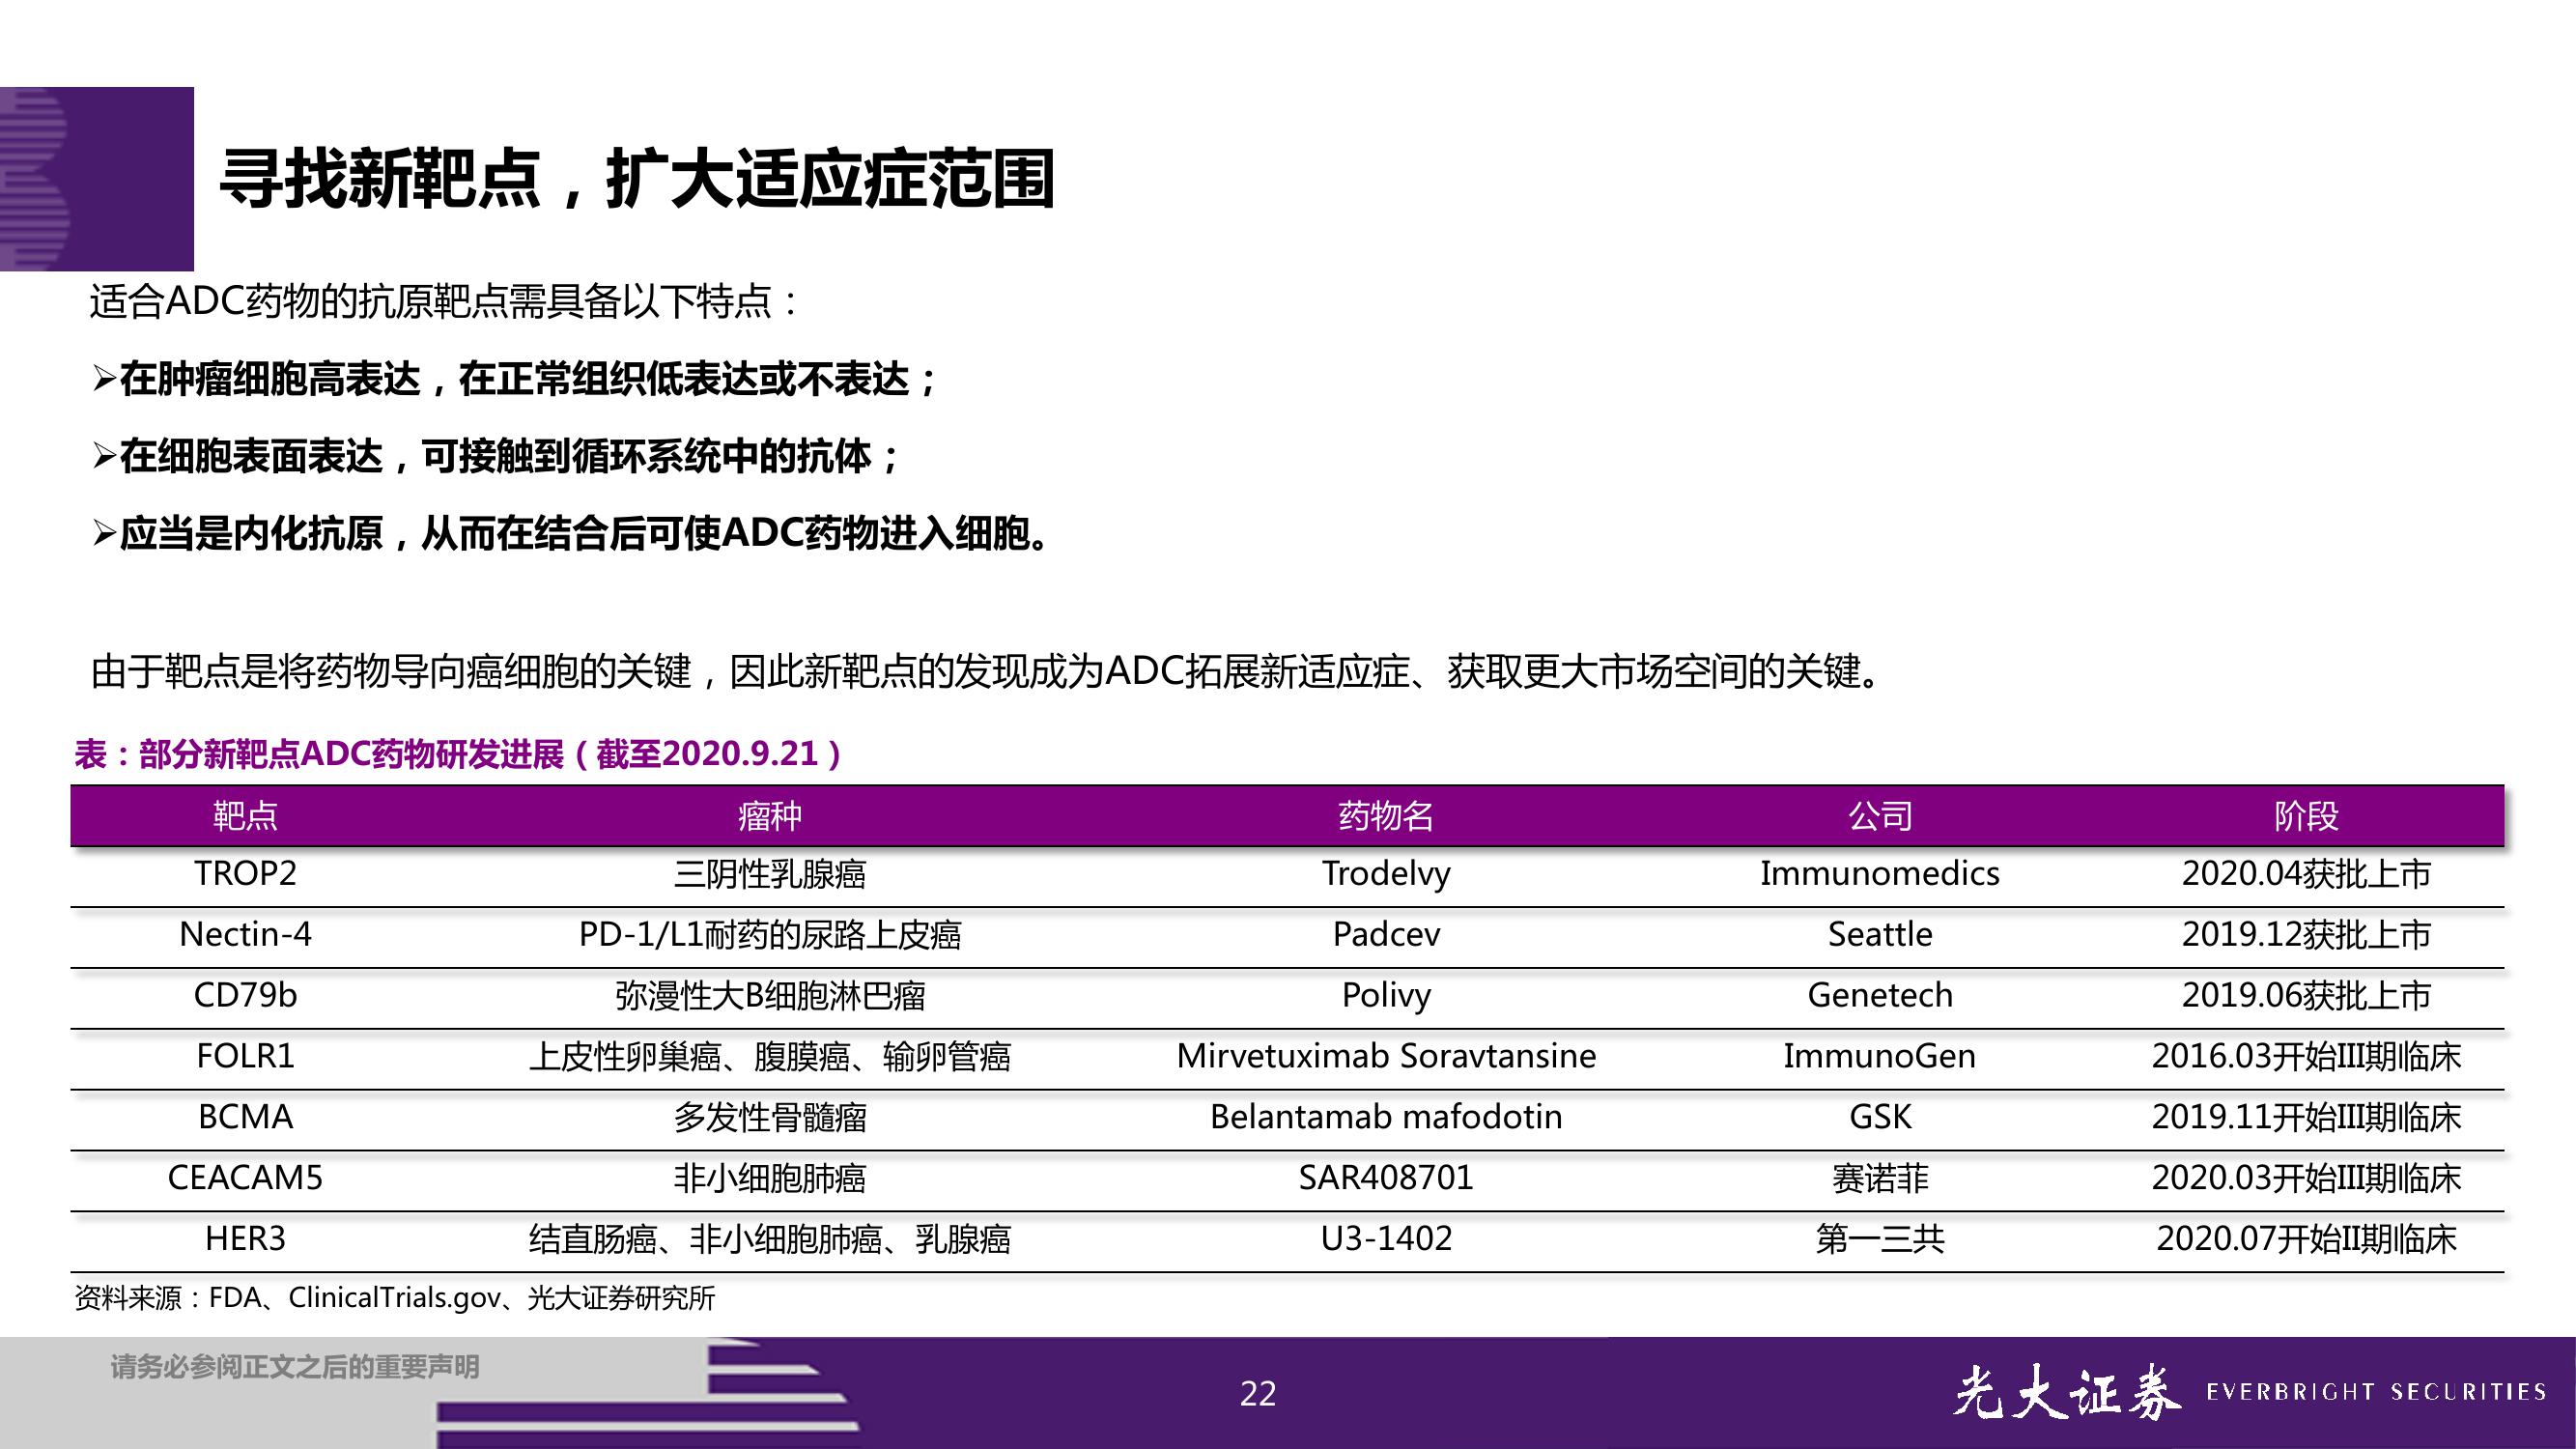 寻找新靶点，扩大适应症范围
适合ADC药物的抗原靶点需具备以下特点：
➢在肿瘤细胞高表达，在正常组织低表达或不表达；
➢在细胞表面表达，可接触到循环系统中的抗体；
➢应当是内化抗原，从而在结合后可使ADC药物进入细胞。
由于靶点是将药物导向癌细胞的关键，因此新靶点的发现成为ADC拓展新适应症、获取更大市场空间的关键。
表：部分新靶点ADC药物研发进展（截至2020.9.21）
靶点 瘤种 药物名 公司 阶段
TROP2 三阴性乳腺癌 Trodelvy Immunomedics 2020.04获批上市
Nectin-4 PD-1/L1耐药的尿路上皮癌 Padcev Seattle 2019.12获批上市
CD79b 弥漫性大B细胞淋巴瘤 Polivy Genetech 2019.06获批上市
FOLR1 上皮性卵巢癌、腹膜癌、输卵管癌 Mirvetuximab Soravtansine ImmunoGen 2016.03开始III期临床
BCMA 多发性骨髓瘤 Belantamab mafodotin GSK 2019.11开始III期临床
CEACAM5 非小细胞肺癌 SAR408701 赛诺菲 2020.03开始III期临床
HER3 结直肠癌、非小细胞肺癌、乳腺癌 U3-1402 第一三共 2020.07开始II期临床
资料来源：FDA、ClinicalTrials.gov、光大证券研究所
请务必参阅正文之后的重要声明
22
光大证券 EVERBRIGHT SECURITIES